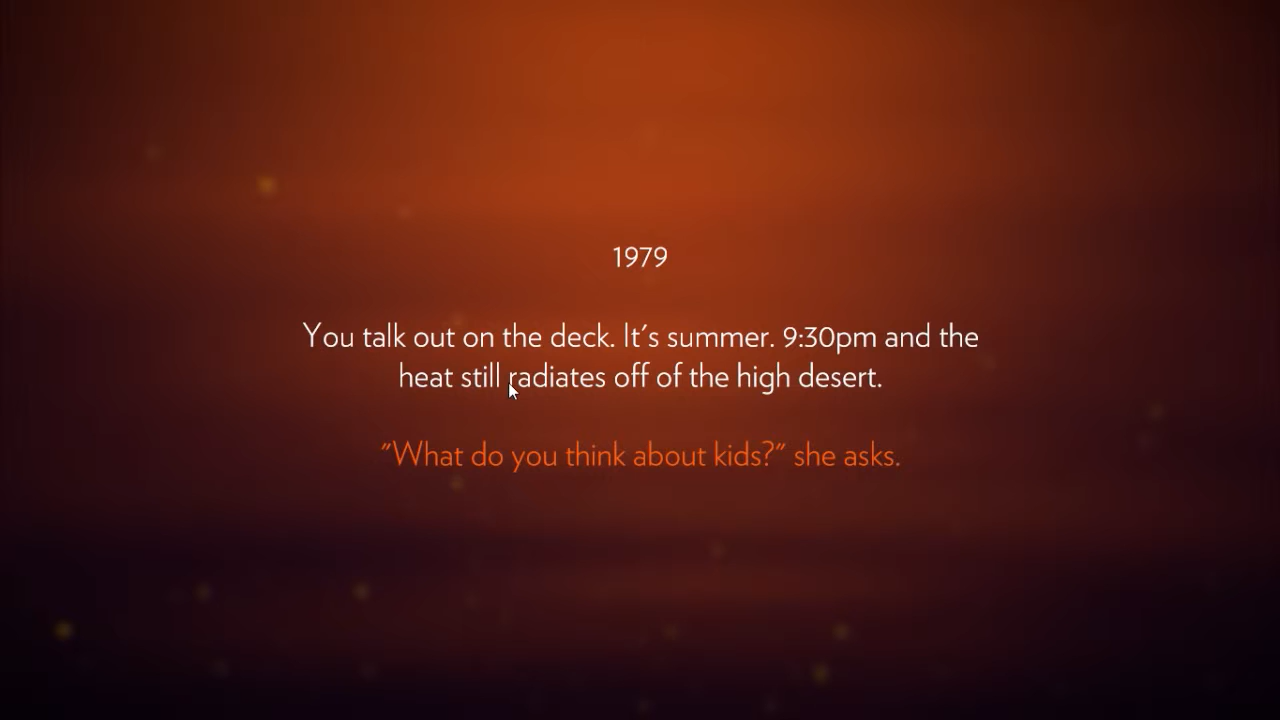 1979
You talk out on the deck. It's summer. 9:30pm and the
heat still radiates off of the high desert.
"What do you think about kids?" she asks.